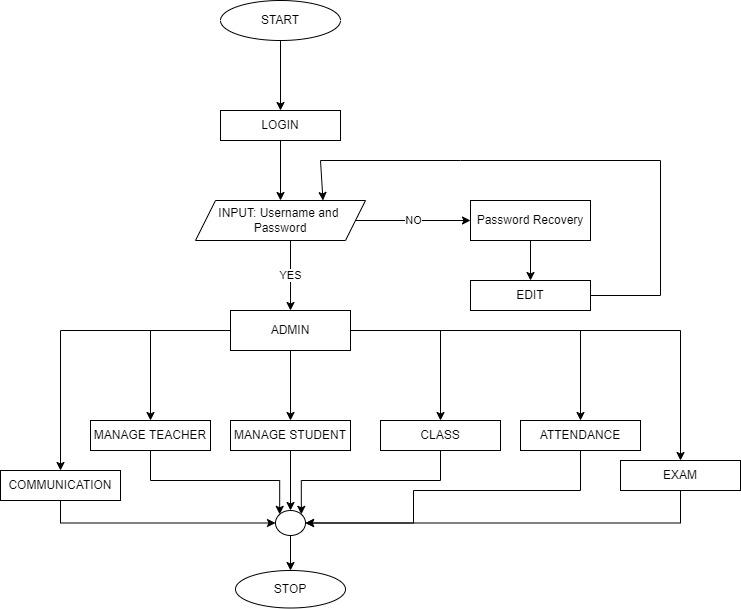 START
LOGIN
INPUT: Username and
Password
NO
Password Recovery
YES
EDIT
ADMIN
MANAGE TEACHER
MANAGE STUDENT
CLASS
ATTENDANCE
COMMUNICATION
EXAM
STOP